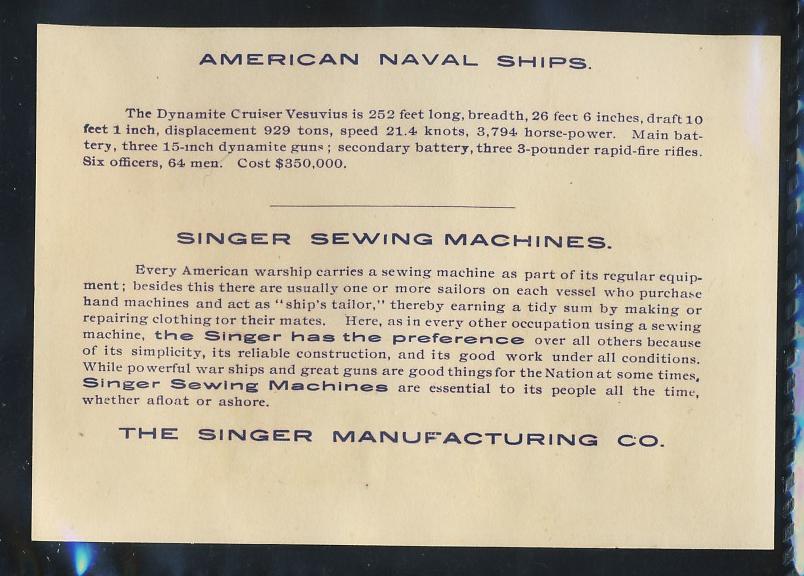 AMERICAN NAVAL SHIPS.
The Dynamite Cruiser Vesuvius is 252 feet long, breadth, 26 feet 6 inches, draft 10
feet 1 inch, displacement 929 tons, speed 21.4 knots, 3,794 horse-power. Main bat-
tery, three 15-inch dynamite guns; secondary battery, three 3-pounder rapid-fire rifles.
Six officers, 64 men. Cost $350,000.
SINGER SEWING MACHINES.
Every American warship carries a sewing machine as part of its regular equip-
ment; besides this there are usually one or more sailors on each vessel who purchase
hand machines and act as "ship's tailor," thereby earning a tidy sum by making or
repairing clothing for their mates. Here, as in every other occupation using a sewing
machine, the Singer has the preference over all others because
of its simplicity, its reliable construction, and its good work under all conditions.
While powerful war ships and great guns are good things for the Nation at some times,
Singer Sewing Machines are essential to its people all the time,
whether afloat or ashore.
THE SINGER MANUFACTURING CO.